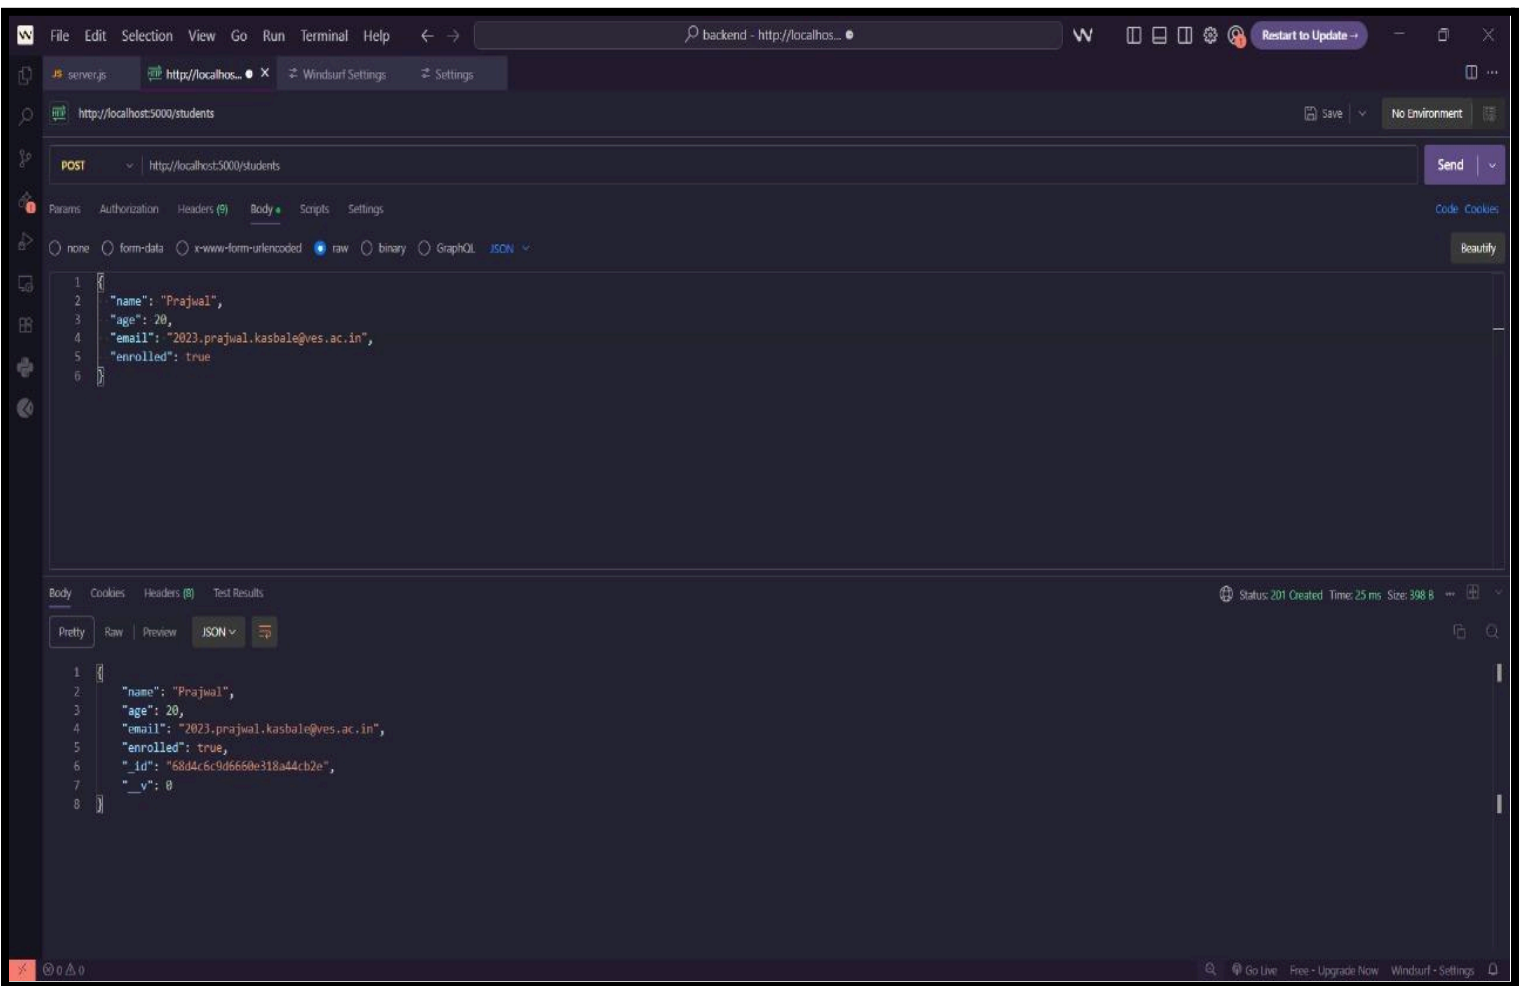 File Edit Selection View Go Run Terminal Help backend - http://localhos... Restart to Update
JS server.js http://localhos... Windsurf Settings Settings
HTTP http://localhost:5000/students Save No Environment
POST http://localhost:5000/students Send
Params Authorization Headers (9) Body Scripts Settings Code Cookies
none form-data x-www-form-urlencoded raw binary GraphQL JSON Beautify
1 {
2 "name": "Prajwal",
3 "age": 20,
4 "email": "2023.prajwal.kasbale@ves.ac.in",
5 "enrolled": true
6 }
Body Cookies Headers (8) Test Results Status: 201 Created Time: 25 ms Size: 398 B
Pretty Raw Preview JSON
1 {
2 "name": "Prajwal",
3 "age": 20,
4 "email": "2023.prajwal.kasbale@ves.ac.in",
5 "enrolled": true,
6 "_id": "68d4c6c9d6660e318a44cb2e",
7 "__v": 0
8 }
0 0 Go Live Free - Upgrade Now Windsurf - Settings